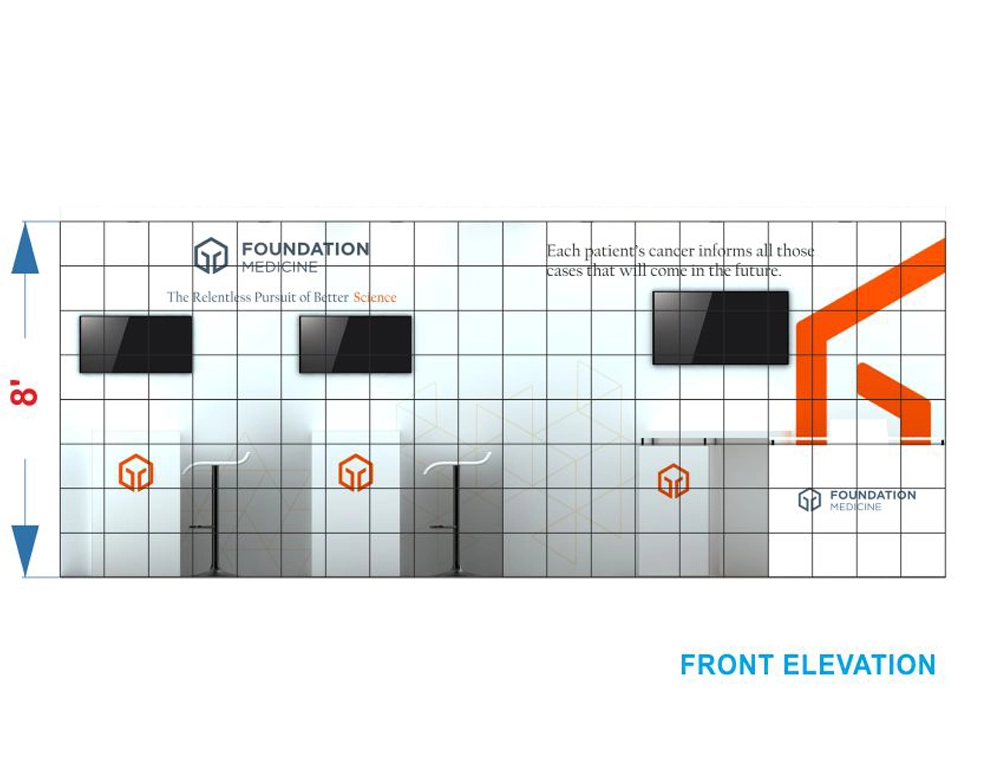 FOUNDATION
MEDICINE
The Relentless Pursuit of Better Science
Each patient's cancer informs all those
cases that will come in the future.
8'
FOUNDATION
MEDICINE
FRONT ELEVATION